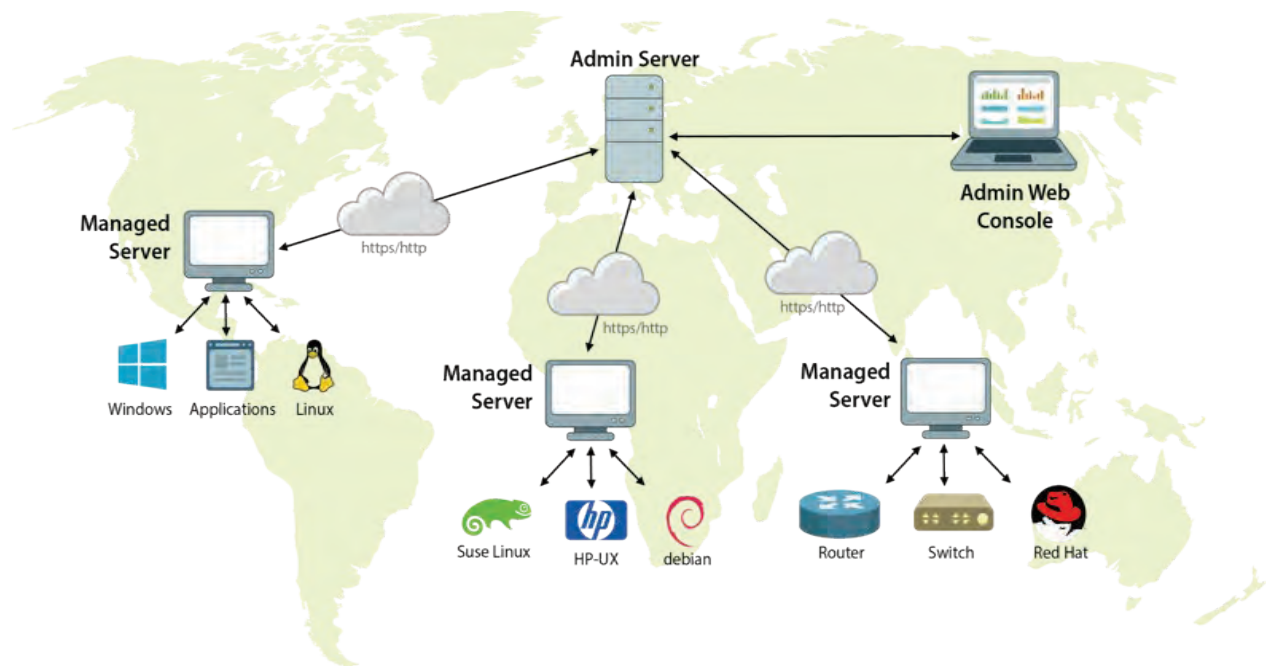 Admin Server
Admin Web
Console
https/http
Managed
Server
Windows
Applications
Linux
https/http
Managed
Server
Suse Linux
hp
HP-UX
debian
https/http
Managed
Server
Router
Switch
Red Hat